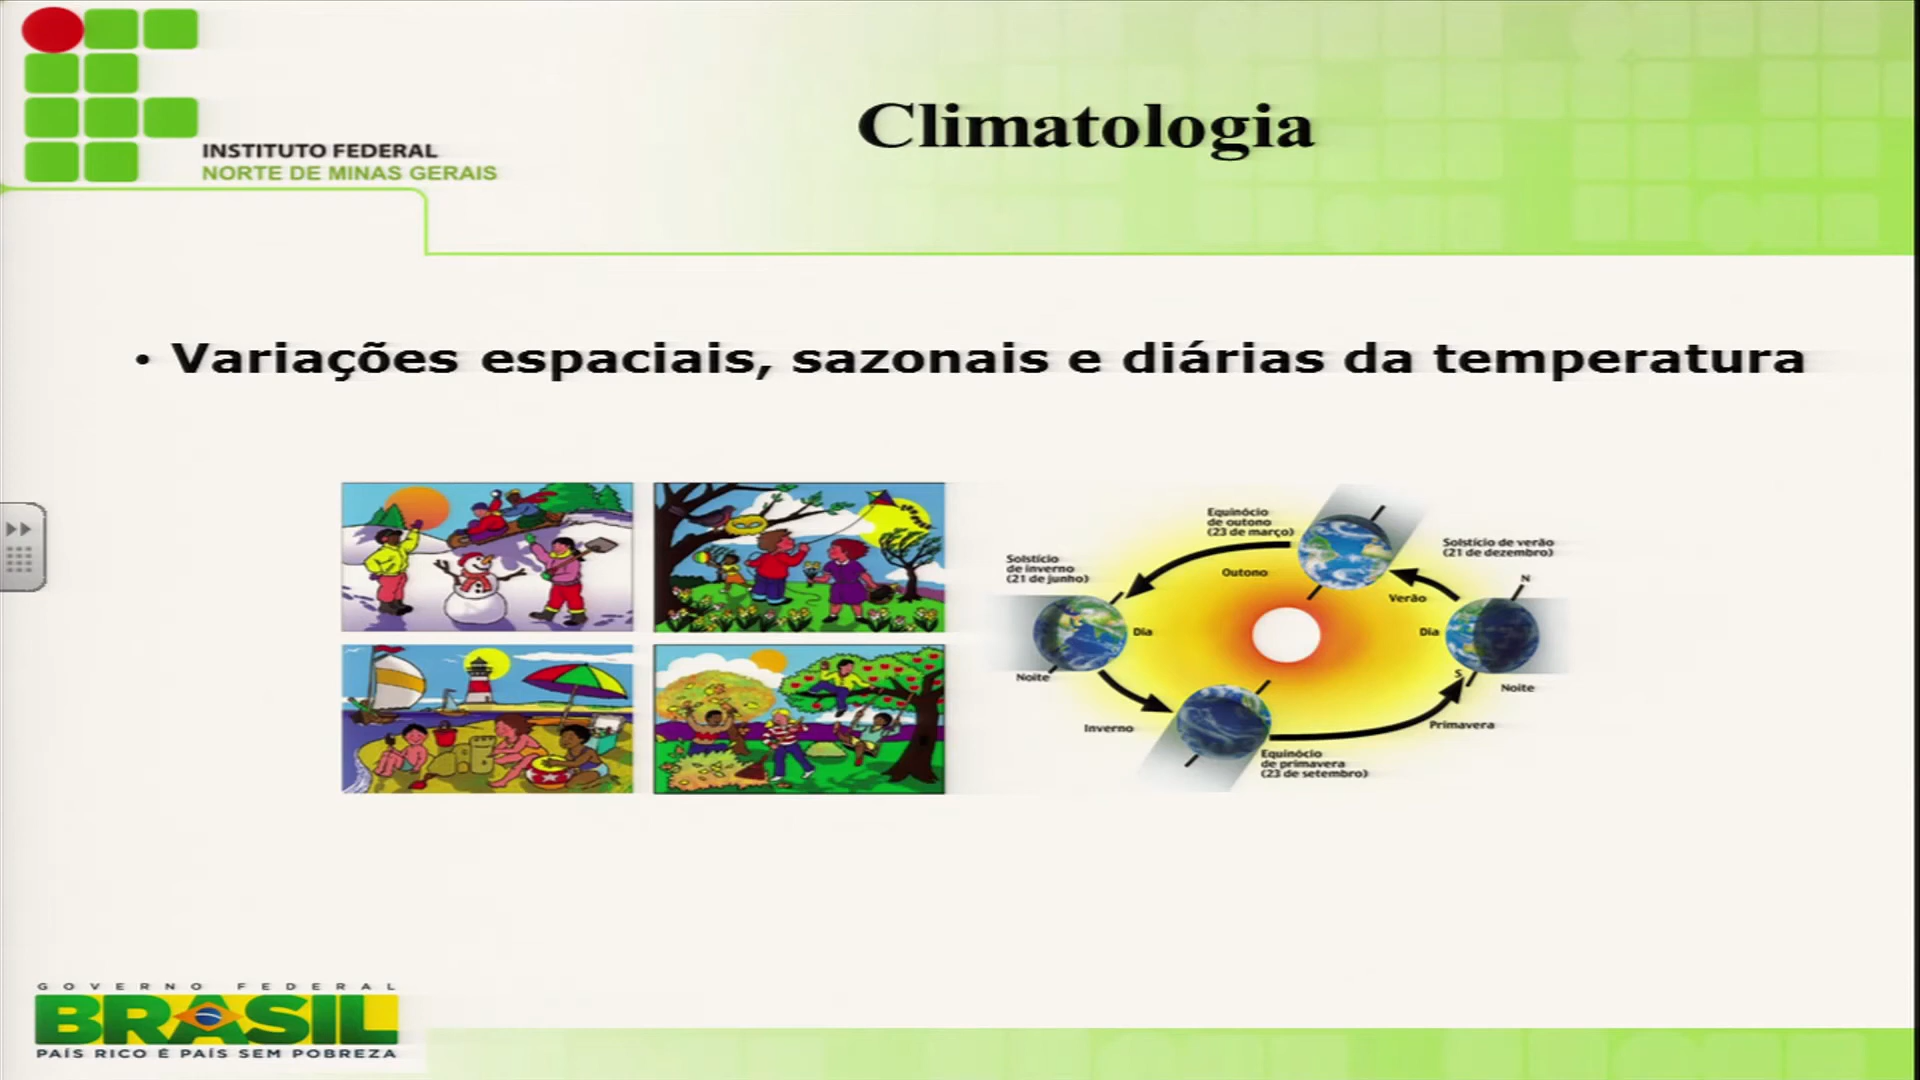 INSTITUTO FEDERAL
NORTE DE MINAS GERAIS
Climatologia
• Variações espaciais, sazonais e diárias da temperatura
Equinócio
de outono
(23 de março)
Solstício de verão
(21 de dezembro)
Solstício
de inverno
(21 de junho)
Outono
Verão
N
Dia
Dia
Noite
S
Noite
Inverno
Primavera
Equinócio
de primavera
(23 de setembro)
GOVERNO FEDERAL
BRASIL
PAÍS RICO É PAÍS SEM POBREZA